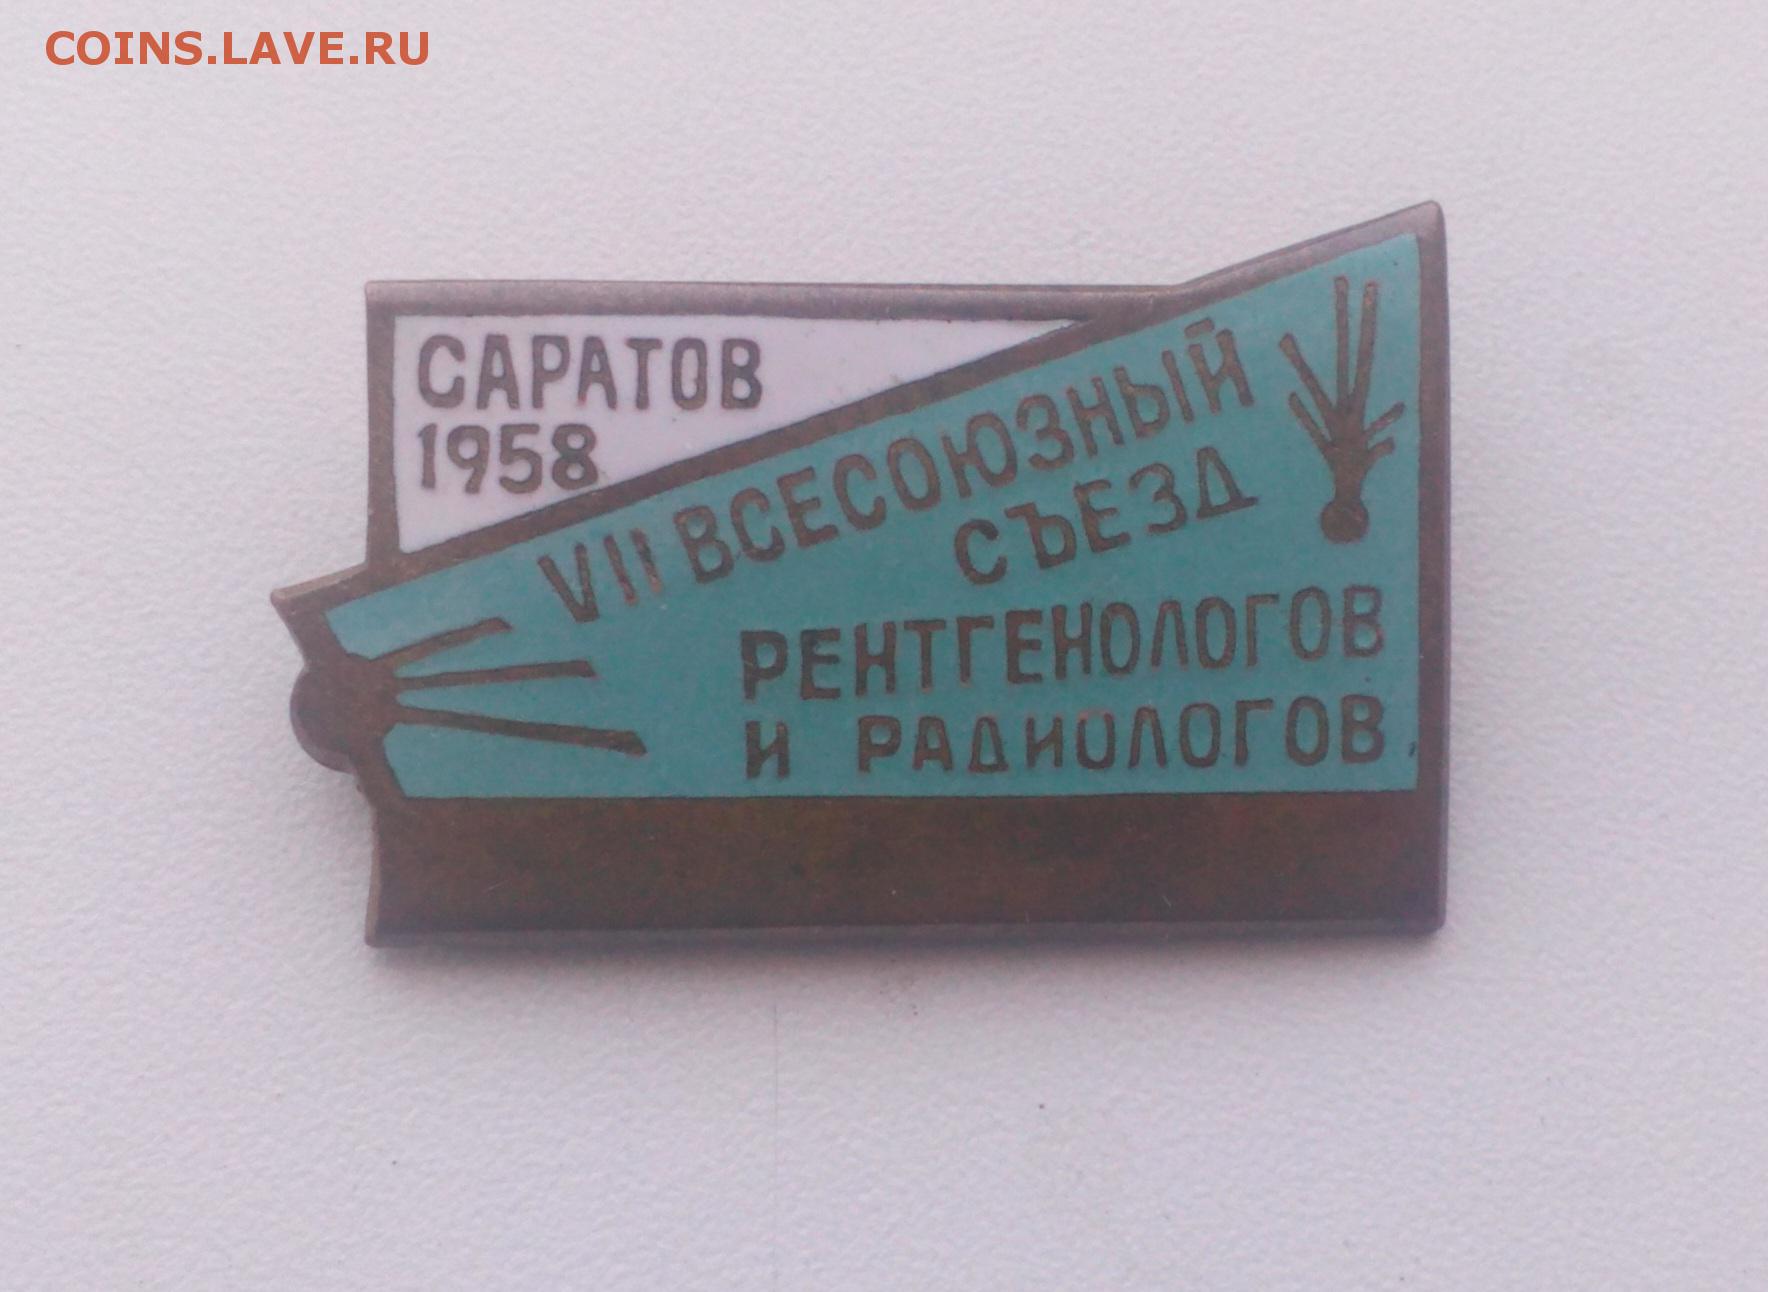 COINS.LAVE.RU
САРАТОВ
1958
VII ВСЕСОЮЗНЫЙ
СЪЕЗД
РЕНТГЕНОЛОГОВ
И РАДИОЛОГОВ